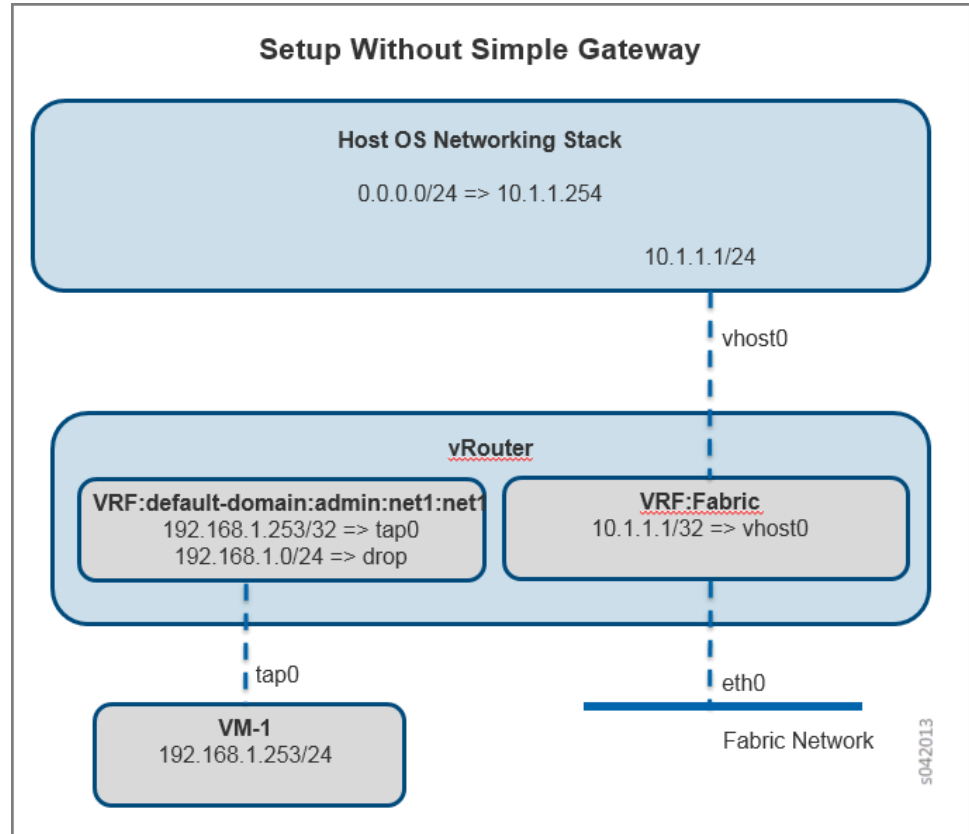 Setup Without Simple Gateway
Host OS Networking Stack
0.0.0.0/24 => 10.1.1.254
10.1.1.1/24
vhost0
vRouter
VRF:default-domain:admin:net1:net1
192.168.1.253/32 => tap0
192.168.1.0/24 => drop
VRF:Fabric
10.1.1.1/32 => vhost0
tap0
eth0
VM-1
192.168.1.253/24
Fabric Network
s042013